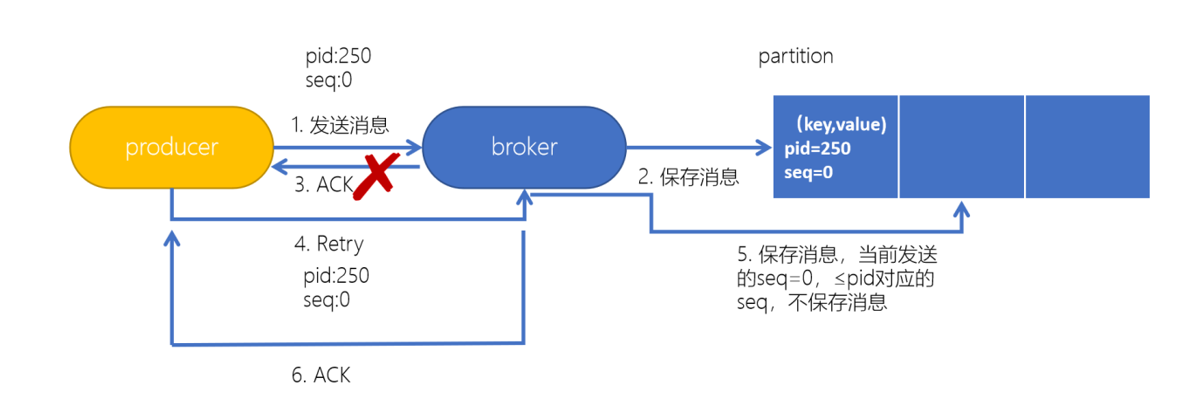 pid:250
seq:0
partition
producer
1. 发送消息
broker
（key,value)
pid=250
seq=0
3. ACK
2. 保存消息
4. Retry
pid:250
seq:0
5. 保存消息，当前发送
的seq=0，≤pid对应的
seq，不保存消息
6. ACK